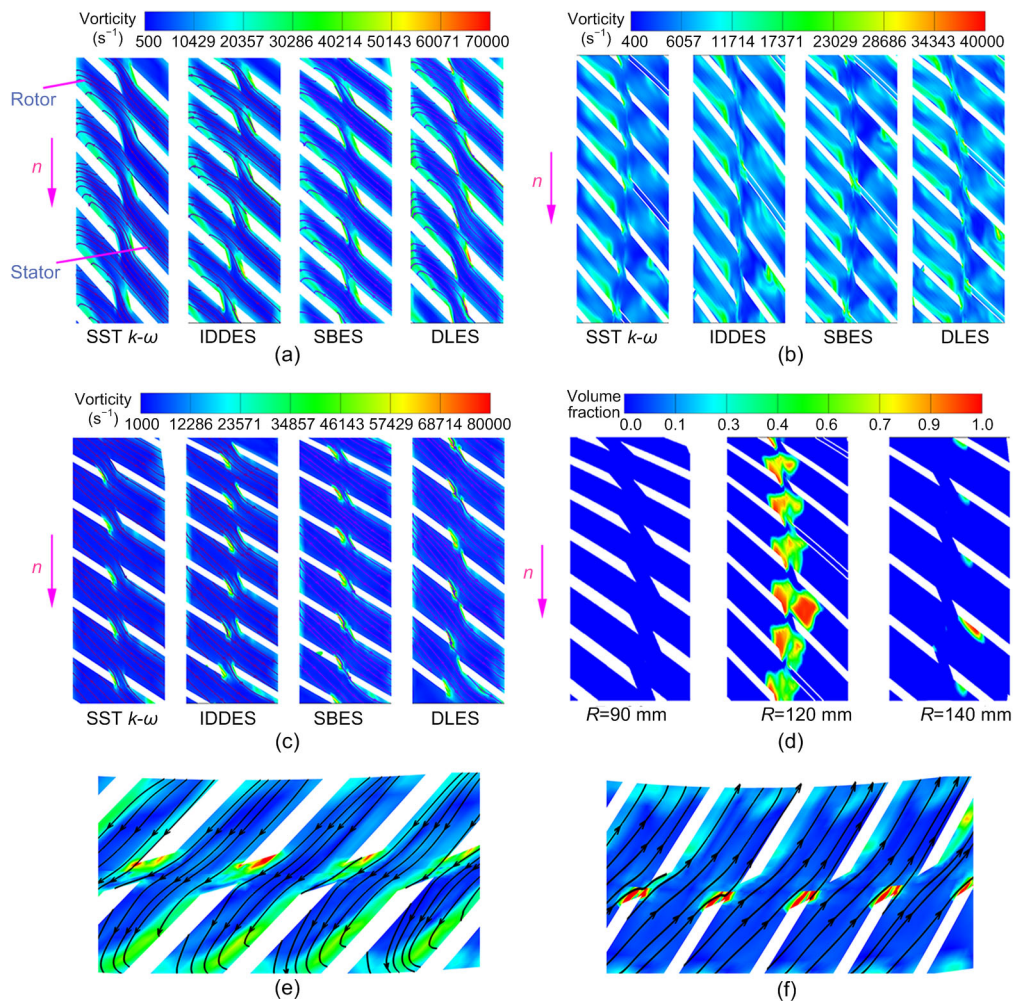 Vorticity
(s⁻¹)
500 10429 20357 30286 40214 50143 60071 70000
Rotor
n
Stator
SST k-ω IDDES SBES DLES
(a)
Vorticity
(s⁻¹)
400 6057 11714 17371 23029 28686 34343 40000
n
SST k-ω IDDES SBES DLES
(b)
Vorticity
(s⁻¹)
1000 12286 23571 34857 46143 57429 68714 80000
n
SST k-ω IDDES SBES DLES
(c)
Volume
fraction
0.0 0.1 0.3 0.4 0.6 0.7 0.9 1.0
n
R=90 mm R=120 mm R=140 mm
(d)
(e)
(f)